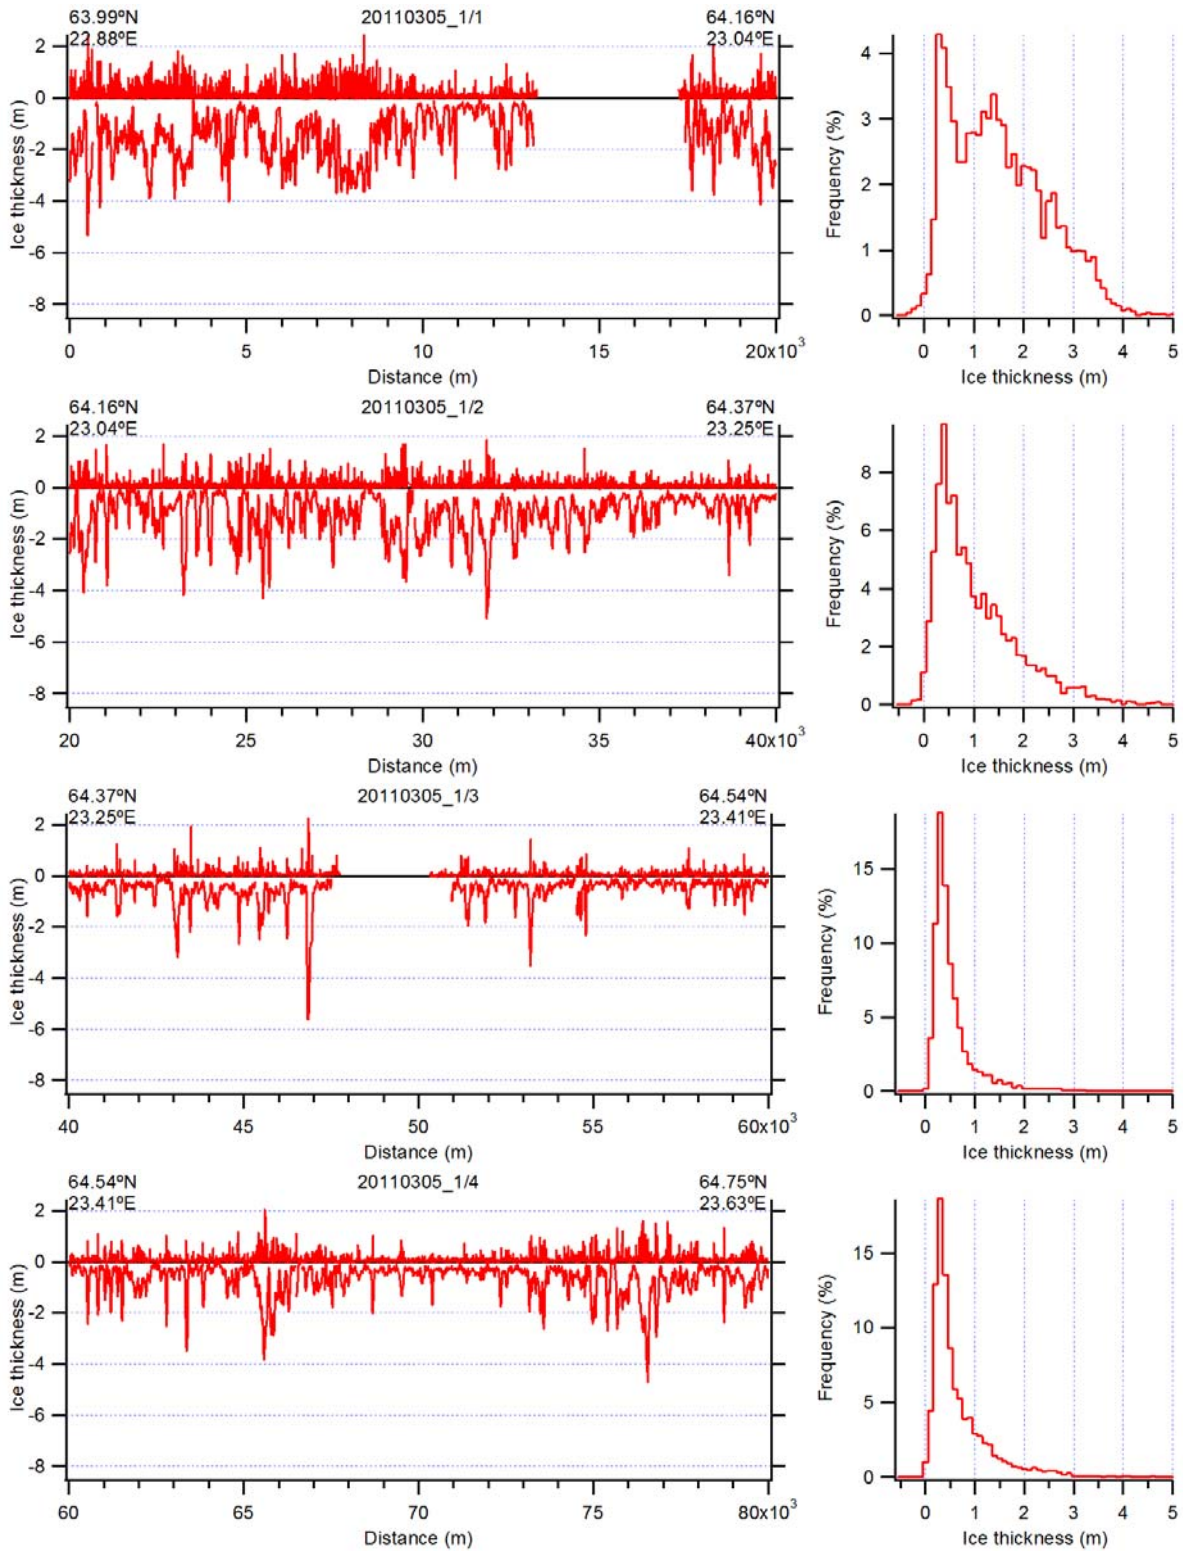 63.99ºN 20110305_1/1 64.16ºN
22.88ºE 23.04ºE
2
0
-2
-4
-6
-8
Ice thickness (m)
0 5 10 15 20x10³
Distance (m)
4
3
2
1
0
Frequency (%)
0 1 2 3 4 5
Ice thickness (m)
64.16ºN 20110305_1/2 64.37ºN
23.04ºE 23.25ºE
2
0
-2
-4
-6
-8
Ice thickness (m)
20 25 30 35 40x10³
Distance (m)
8
6
4
2
0
Frequency (%)
0 1 2 3 4 5
Ice thickness (m)
64.37ºN 20110305_1/3 64.54ºN
23.25ºE 23.41ºE
2
0
-2
-4
-6
-8
Ice thickness (m)
40 45 50 55 60x10³
Distance (m)
15
10
5
0
Frequency (%)
0 1 2 3 4 5
Ice thickness (m)
64.54ºN 20110305_1/4 64.75ºN
23.41ºE 23.63ºE
2
0
-2
-4
-6
-8
Ice thickness (m)
60 65 70 75 80x10³
Distance (m)
15
10
5
0
Frequency (%)
0 1 2 3 4 5
Ice thickness (m)